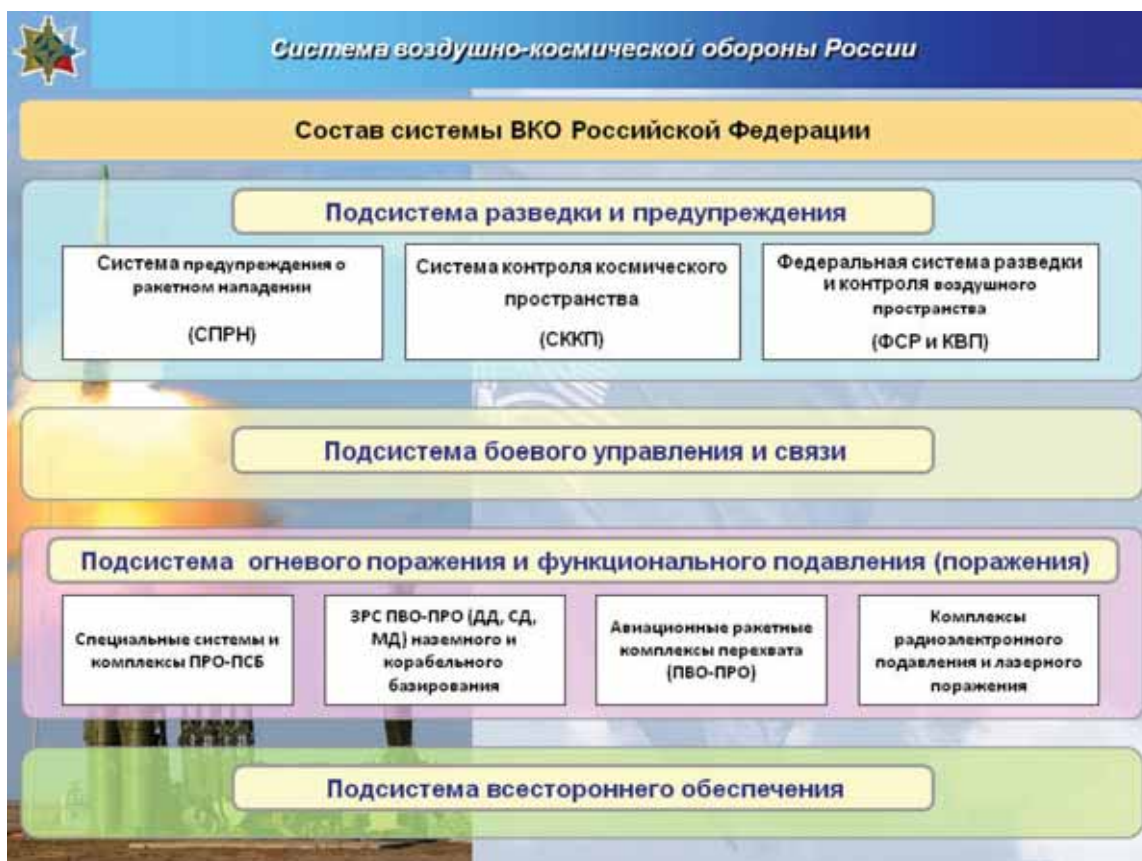 Система воздушно-космической обороны России
Состав системы ВКО Российской Федерации
Подсистема разведки и предупреждения
Система предупреждения о
ракетном нападении
(СПРН)
Система контроля космического
пространства
(СККП)
Федеральная система разведки
и контроля воздушного
пространства
(ФСР и КВП)
Подсистема боевого управления и связи
Подсистема огневого поражения и функционального подавления (поражения)
Специальные системы и
комплексы ПРО-ПСБ
ЗРС ПВО-ПРО (ДД, СД,
МД) наземного и
корабельного
базирования
Авиационные ракетные
комплексы перехвата
(ПВО-ПРО)
Комплексы
радиоэлектронного
подавления и лазерного
поражения
Подсистема всестороннего обеспечения